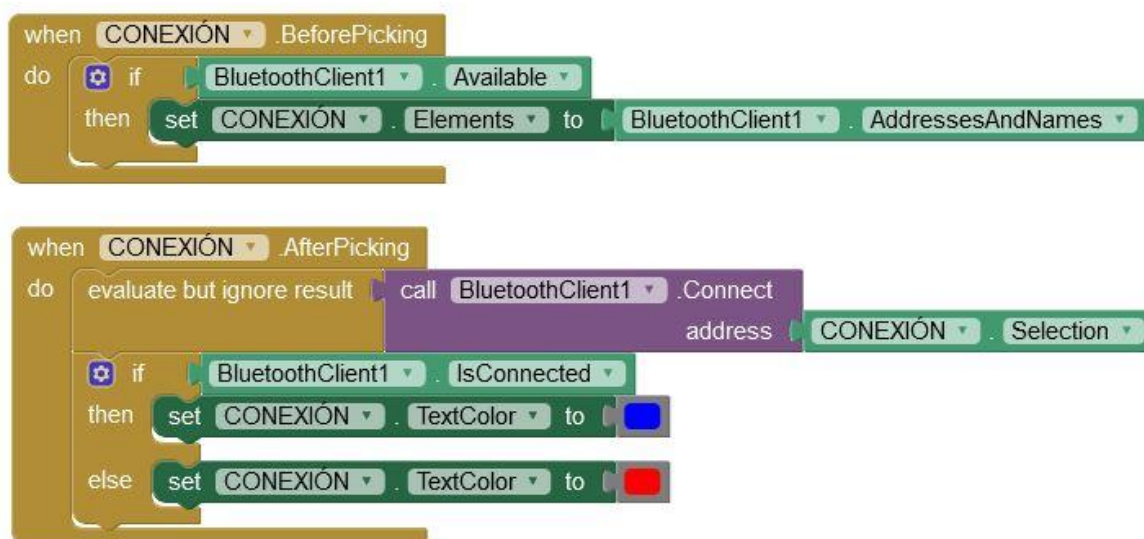 when CONEXIÓN .BeforePicking
do if BluetoothClient1 . Available
then set CONEXIÓN . Elements to BluetoothClient1 . AddressesAndNames
when CONEXIÓN .AfterPicking
do evaluate but ignore result call BluetoothClient1 .Connect
address CONEXIÓN . Selection
if BluetoothClient1 . IsConnected
then set CONEXIÓN . TextColor to
else set CONEXIÓN . TextColor to